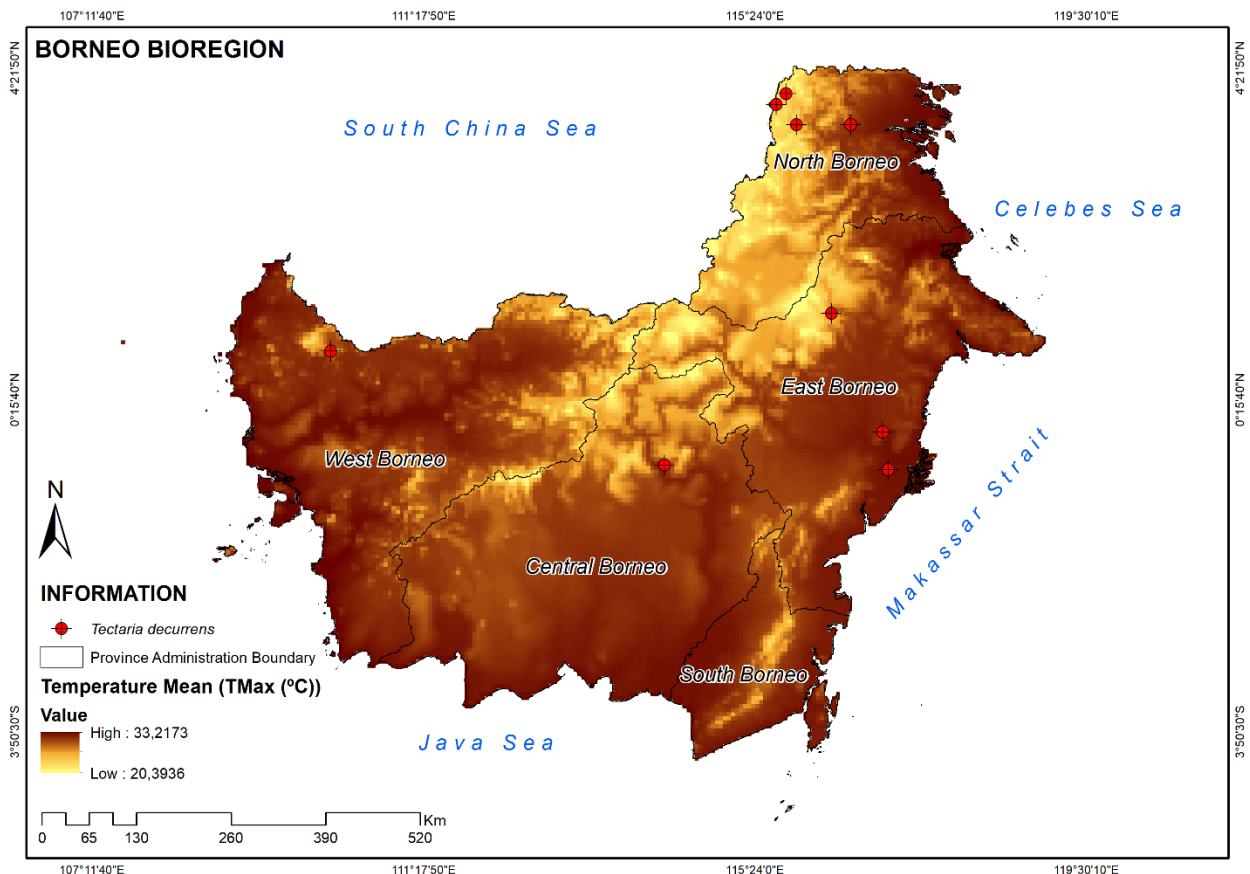 107°11'40"E 111°17'50"E 115°24'0"E 119°30'10"E
BORNEO BIOREGION
4°21'50"N
4°21'50"N
South China Sea
North Borneo
Celebes Sea
0°15'40"N
0°15'40"N
East Borneo
West Borneo
Makassar Strait
N
Central Borneo
INFORMATION
Tectaria decurrens
Province Administration Boundary
South Borneo
Temperature Mean (TMax (ºC))
Value
High : 33,2173
Low : 20,3936
3°50'30"S
3°50'30"S
Java Sea
Km
0 65 130 260 390 520
107°11'40"E 111°17'50"E 115°24'0"E 119°30'10"E